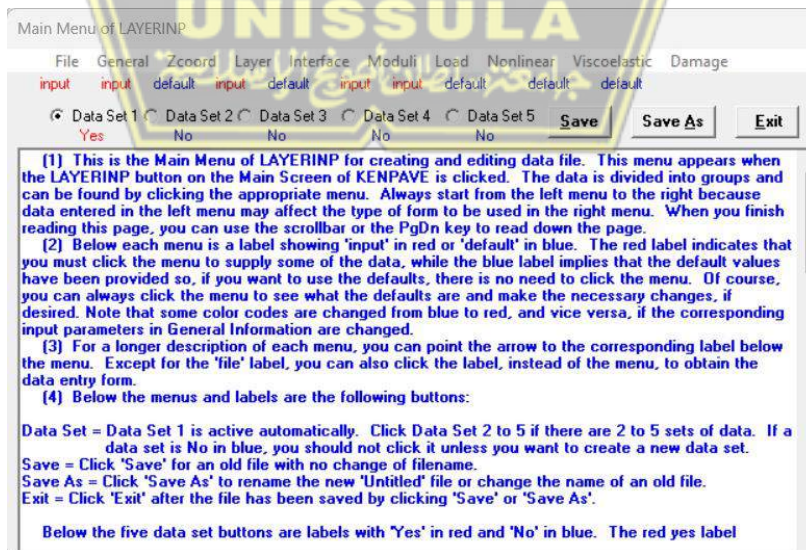 UNISSULA
Main Menu of LAYERINP
File General Zcoord Layer Interface Moduli Load Nonlinear Viscoelastic Damage
input input default input default input input default default default
Data Set 1 Data Set 2 Data Set 3 Data Set 4 Data Set 5 Save Save As Exit
Yes No No No No
(1) This is the Main Menu of LAYERINP for creating and editing data file. This menu appears when
the LAYERINP button on the Main Screen of KENPAVE is clicked. The data is divided into groups and
can be found by clicking the appropriate menu. Always start from the left menu to the right because
data entered in the left menu may affect the type of form to be used in the right menu. When you finish
reading this page, you can use the scrollbar or the PgDn key to read down the page.
(2) Below each menu is a label showing 'input' in red or 'default' in blue. The red label indicates that
you must click the menu to supply some of the data, while the blue label implies that the default values
have been provided so, if you want to use the defaults, there is no need to click the menu. Of course,
you can always click the menu to see what the defaults are and make the necessary changes, if
desired. Note that some color codes are changed from blue to red, and vice versa, if the corresponding
input parameters in General Information are changed.
(3) For a longer description of each menu, you can point the arrow to the corresponding label below
the menu. Except for the 'file' label, you can also click the label, instead of the menu, to obtain the
data entry form.
(4) Below the menus and labels are the following buttons:
Data Set = Data Set 1 is active automatically. Click Data Set 2 to 5 if there are 2 to 5 sets of data. If a
data set is No in blue, you should not click it unless you want to create a new data set.
Save = Click 'Save' for an old file with no change of filename.
Save As = Click 'Save As' to rename the new 'Untitled' file or change the name of an old file.
Exit = Click 'Exit' after the file has been saved by clicking 'Save' or 'Save As'.
Below the five data set buttons are labels with 'Yes' in red and 'No' in blue. The red yes label